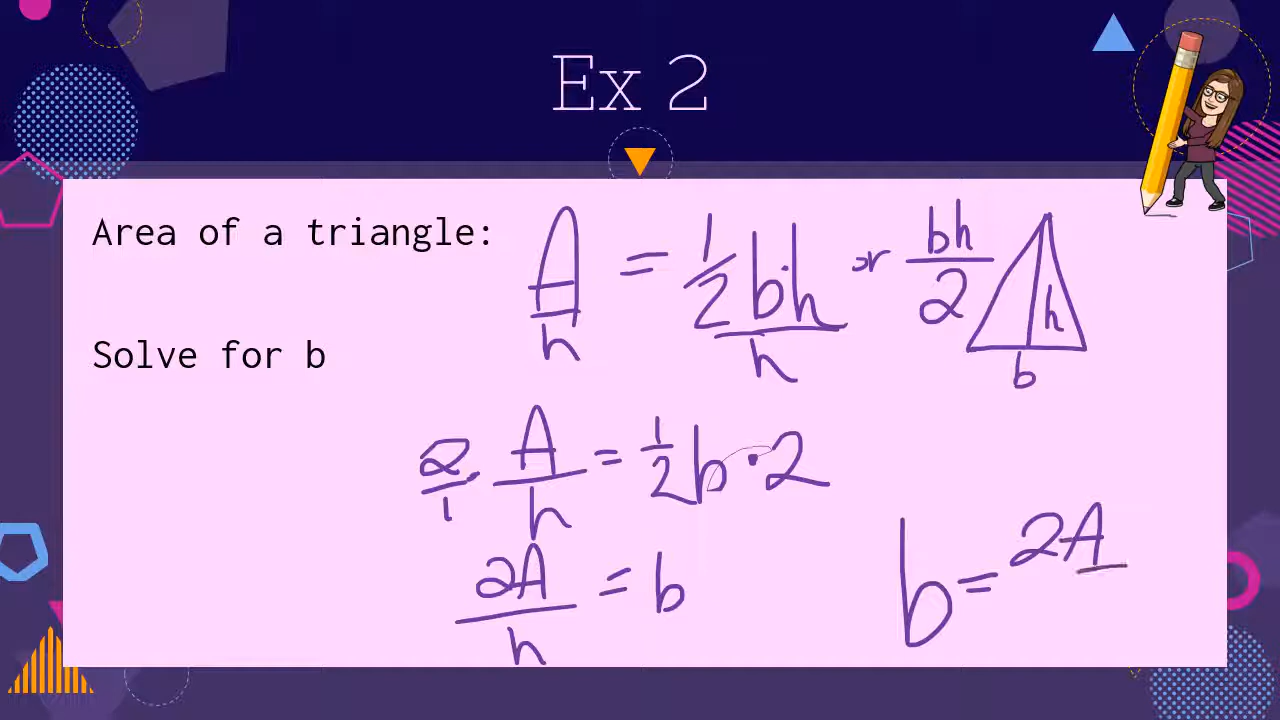 Ex 2
Area of a triangle:
A/h = 1/2 b·h/h or bh/2
h
b
Solve for b
2/1 · A/h = 1/2 b · 2
2A/h = b
b = 2A